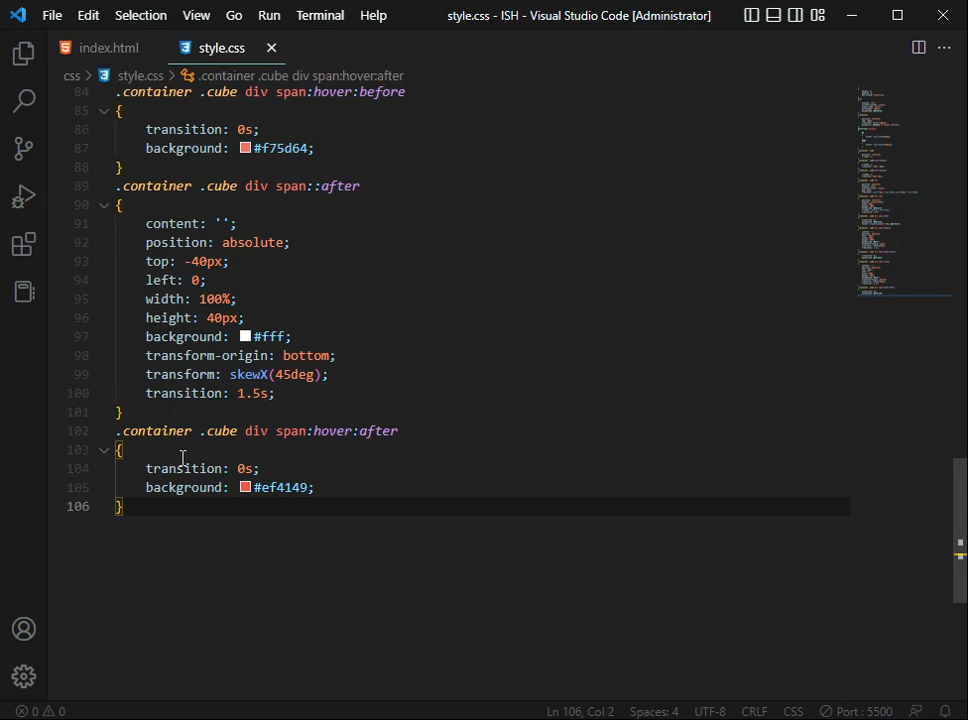 File Edit Selection View Go Run Terminal Help style.css - ISH - Visual Studio Code [Administrator]
index.html style.css
css > style.css > .container .cube div span:hover:after
84 .container .cube div span:hover:before
85 {
86 transition: 0s;
87 background: #f75d64;
88 }
89 .container .cube div span::after
90 {
91 content: '';
92 position: absolute;
93 top: -40px;
94 left: 0;
95 width: 100%;
96 height: 40px;
97 background: #fff;
98 transform-origin: bottom;
99 transform: skewX(45deg);
100 transition: 1.5s;
101 }
102 .container .cube div span:hover:after
103 {
104 transition: 0s;
105 background: #ef4149;
106 }
0 0 Ln 106, Col 2 Spaces: 4 UTF-8 CRLF CSS Port : 5500